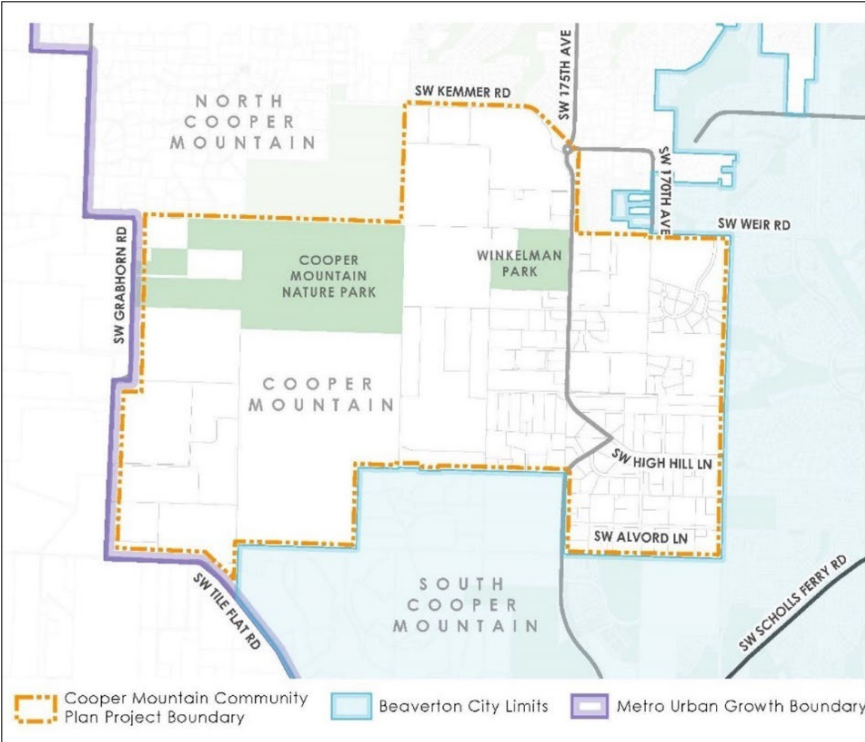 SW KEMMER RD
SW 175TH AVE
NORTH
COOPER
MOUNTAIN
SW 170TH AVE
SW WEIR RD
SW GRABHORN RD
COOPER
MOUNTAIN
NATURE PARK
WINKELMAN
PARK
COOPER
MOUNTAIN
SW HIGH HILL LN
SW ALVORD LN
SW TILE FLAT RD
SOUTH
COOPER
MOUNTAIN
SW SCHOLLS FERRY RD
Cooper Mountain Community
Plan Project Boundary
Beaverton City Limits
Metro Urban Growth Boundary